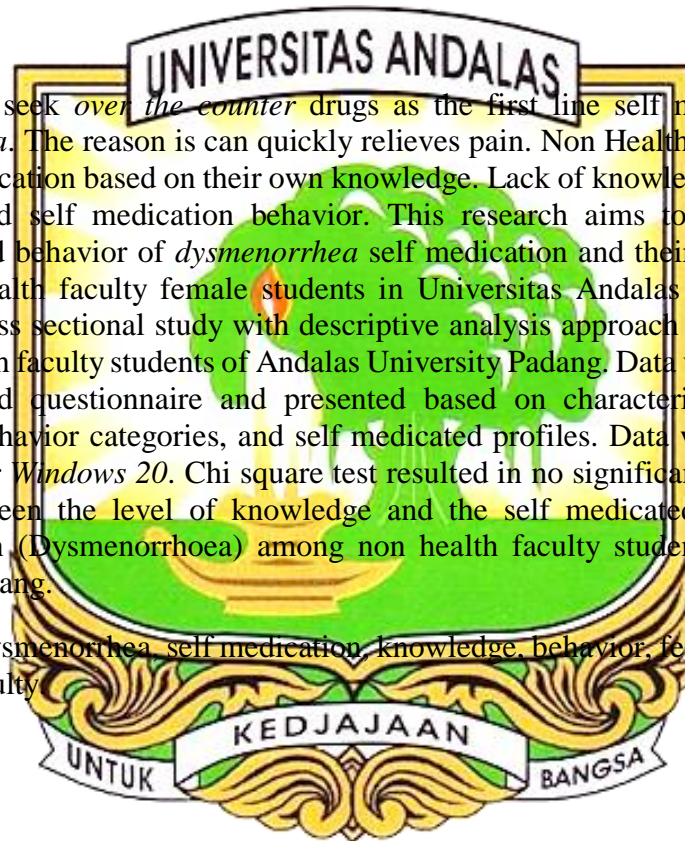 UNIVERSITAS ANDALAS
seek over the counter drugs as the first line self
a. The reason is can quickly relieves pain. Non Health
cation based on their own knowledge. Lack of knowle
d self medication behavior. This research aims to
d behavior of dysmenorrhea self medication and their
alth faculty female students in Universitas Andalas
ss sectional study with descriptive analysis approach
n faculty students of Andalas University Padang. Data
d questionnaire and presented based on characteri
havior categories, and self medicated profiles. Data
r Windows 20. Chi square test resulted in no significan
een the level of knowledge and the self medicated
n (Dysmenorrhoea) among non health faculty studen
ang.
ysmenorrhea, self medication, knowledge, behavior, fe
ulty
KEDJAJAAN
UNTUK BANGSA